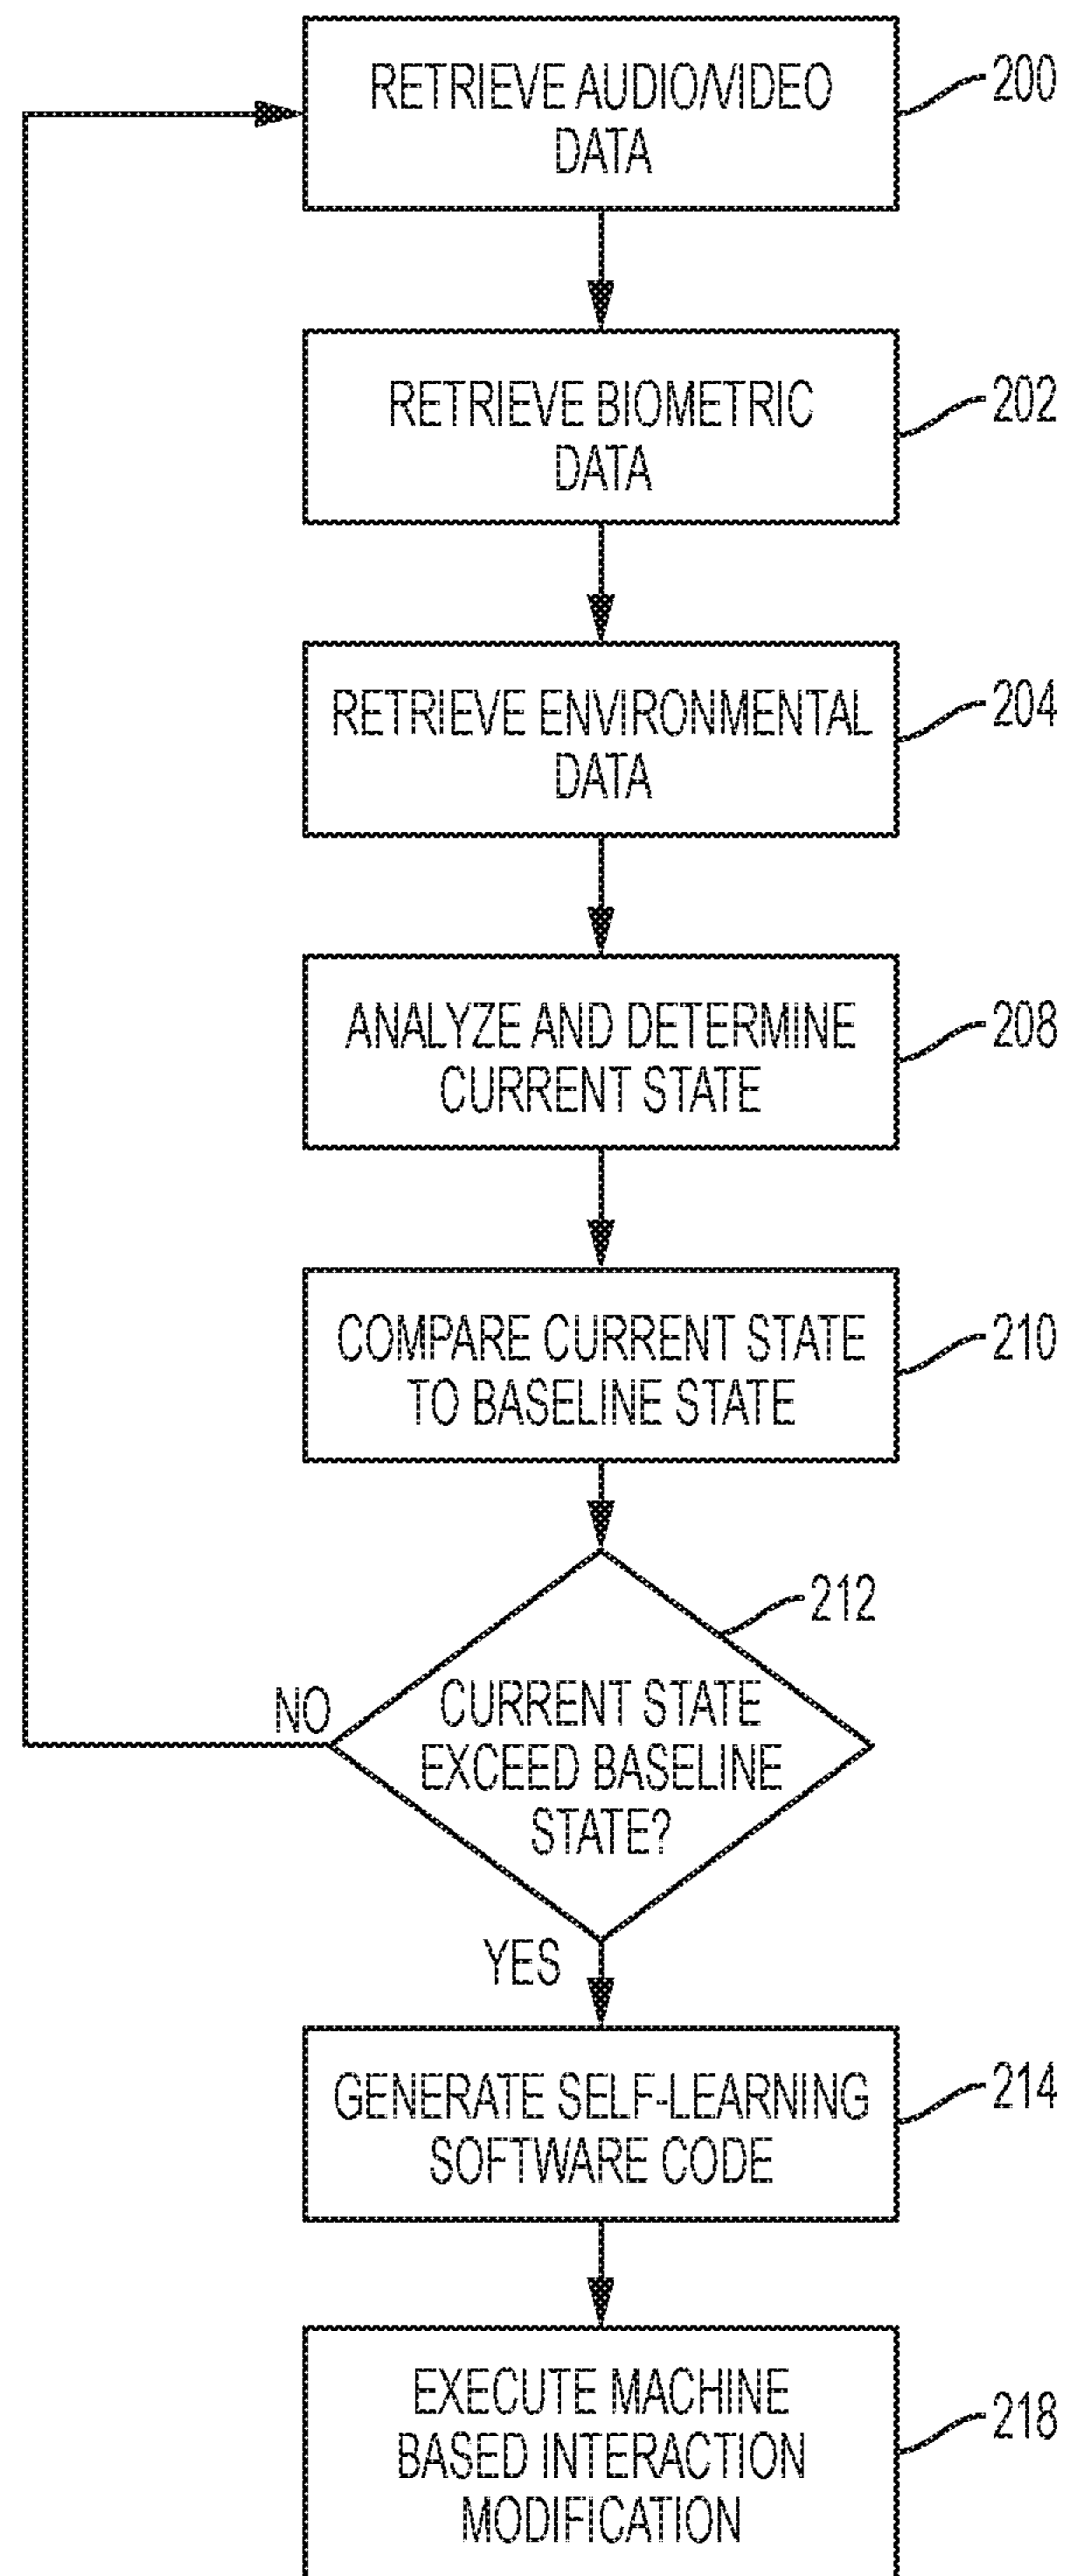 RETRIEVE AUDIO/VIDEO
DATA
200
RETRIEVE BIOMETRIC
DATA
202
RETRIEVE ENVIRONMENTAL
DATA
204
ANALYZE AND DETERMINE
CURRENT STATE
208
COMPARE CURRENT STATE
TO BASELINE STATE
210
212
NO
CURRENT STATE
EXCEED BASELINE
STATE?
YES
GENERATE SELF-LEARNING
SOFTWARE CODE
214
EXECUTE MACHINE
BASED INTERACTION
MODIFICATION
218